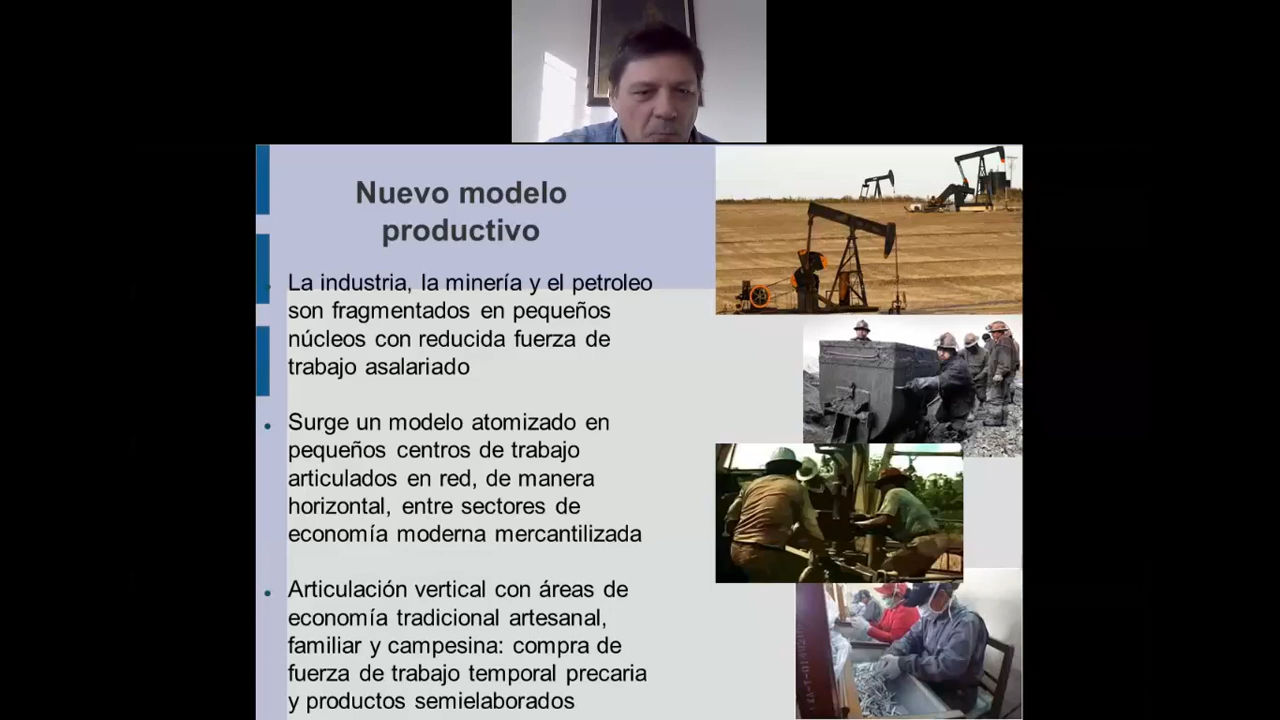 Nuevo modelo
productivo
La industria, la minería y el petroleo
son fragmentados en pequeños
núcleos con reducida fuerza de
trabajo asalariado
Surge un modelo atomizado en
pequeños centros de trabajo
articulados en red, de manera
horizontal, entre sectores de
economía moderna mercantilizada
Articulación vertical con áreas de
economía tradicional artesanal,
familiar y campesina: compra de
fuerza de trabajo temporal precaria
y productos semielaborados